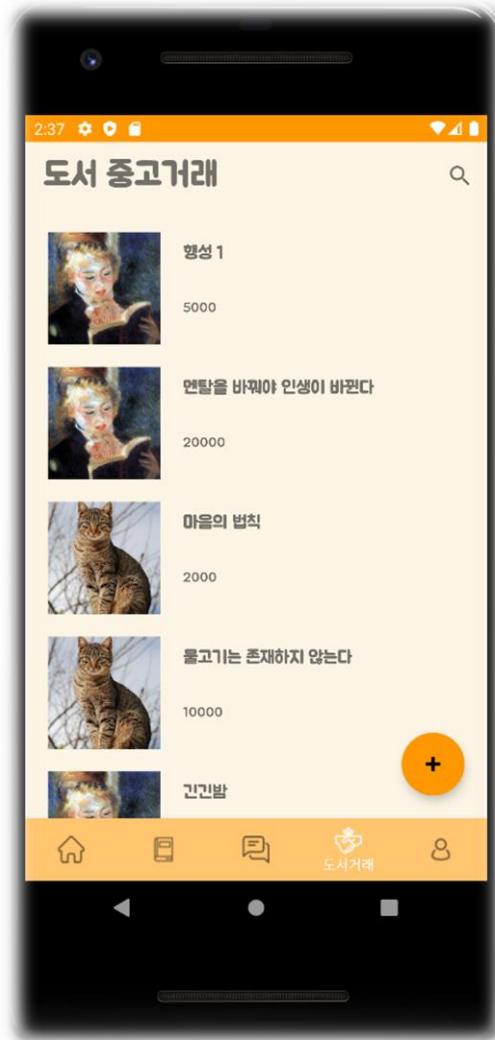 2:37
도서 중고거래
행성 1
5000
멘탈을 바꿔야 인생이 바뀐다
20000
마음의 법칙
2000
물고기는 존재하지 않는다
10000
긴긴밤
도서거래